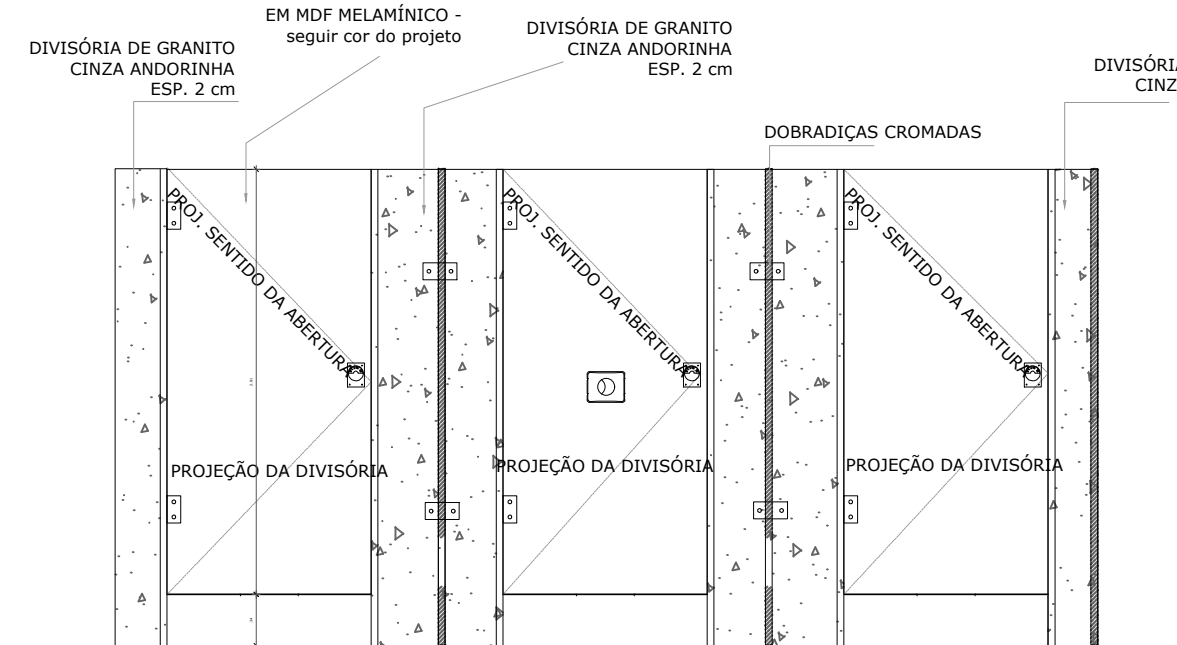 EM MDF MELAMÍNICO -
seguir cor do projeto
DIVISÓRIA DE GRANITO
CINZA ANDORINHA
ESP. 2 cm
DIVISÓRIA DE GRANITO
CINZA ANDORINHA
ESP. 2 cm
DIVISÓRIA
CINZ
DOBRADIÇAS CROMADAS
PROJ. SENTIDO DA ABERTURA
PROJ. SENTIDO DA ABERTURA
PROJ. SENTIDO DA ABERTURA
PROJEÇÃO DA DIVISÓRIA
PROJEÇÃO DA DIVISÓRIA
PROJEÇÃO DA DIVISÓRIA